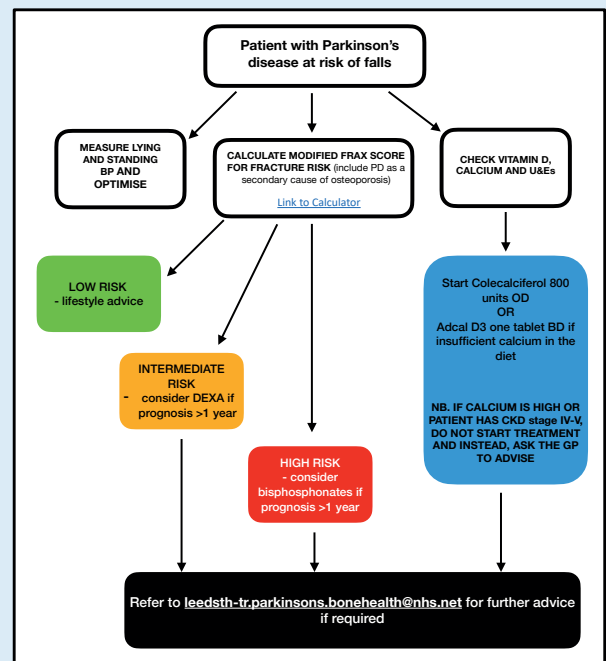 Patient with Parkinson's
disease at risk of falls
MEASURE LYING
AND STANDING
BP AND
OPTIMISE
CALCULATE MODIFIED FRAX SCORE
FOR FRACTURE RISK (include PD as a
secondary cause of osteoporosis)
Link to Calculator
CHECK VITAMIN D,
CALCIUM AND U&Es
LOW RISK
- lifestyle advice
Start Colecalciferol 800
units OD
OR
Adcal D3 one tablet BD if
insufficient calcium in the
diet
NB. IF CALCIUM IS HIGH OR
PATIENT HAS CKD stage IV-V,
DO NOT START TREATMENT
AND INSTEAD, ASK THE GP
TO ADVISE
INTERMEDIATE
RISK
- consider DEXA if
prognosis >1 year
HIGH RISK
- consider
bisphosphonates if
prognosis >1 year
Refer to leedsth-tr.parkinsons.bonehealth@nhs.net for further advice
if required